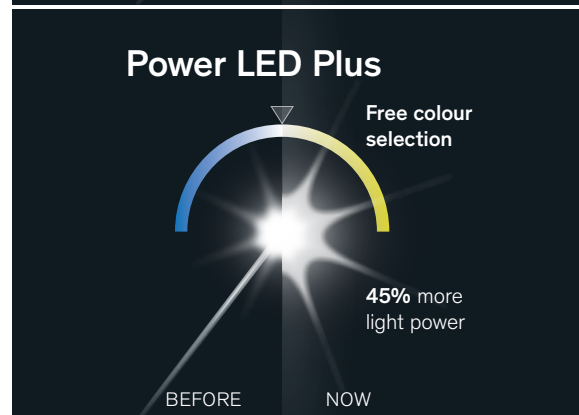 Power LED Plus
Free colour
selection
45% more
light power
BEFORE
NOW